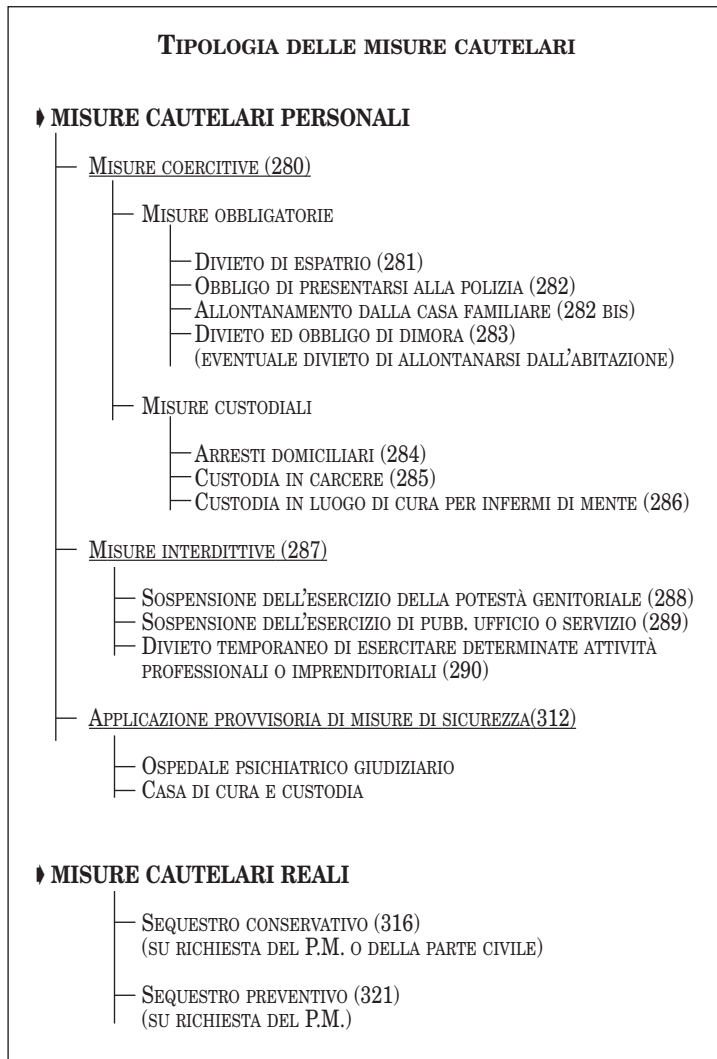 TIPOLOGIA DELLE MISURE CAUTELARI
MISURE CAUTELARI PERSONALI
MISURE COERCITIVE (280)
MISURE OBBLIGATORIE
DIVIETO DI ESPATRIO (281)
OBBLIGO DI PRESENTARSI ALLA POLIZIA (282)
ALLONTANAMENTO DALLA CASA FAMILIARE (282 BIS)
DIVIETO ED OBBLIGO DI DIMORA (283)
(EVENTUALE DIVIETO DI ALLONTANARSI DALL'ABITAZIONE)
MISURE CUSTODIALI
ARRESTI DOMICILIARI (284)
CUSTODIA IN CARCERE (285)
CUSTODIA IN LUOGO DI CURA PER INFERMI DI MENTE (286)
MISURE INTERDITTIVE (287)
SOSPENSIONE DELL'ESERCIZIO DELLA POTESTÀ GENITORIALE (288)
SOSPENSIONE DELL'ESERCIZIO DI PUBB. UFFICIO O SERVIZIO (289)
DIVIETO TEMPORANEO DI ESERCITARE DETERMINATE ATTIVITÀ
PROFESSIONALI O IMPRENDITORIALI (290)
APPLICAZIONE PROVVISORIA DI MISURE DI SICUREZZA(312)
OSPEDALE PSICHIATRICO GIUDIZIARIO
CASA DI CURA E CUSTODIA
MISURE CAUTELARI REALI
SEQUESTRO CONSERVATIVO (316)
(SU RICHIESTA DEL P.M. O DELLA PARTE CIVILE)
SEQUESTRO PREVENTIVO (321)
(SU RICHIESTA DEL P.M.)